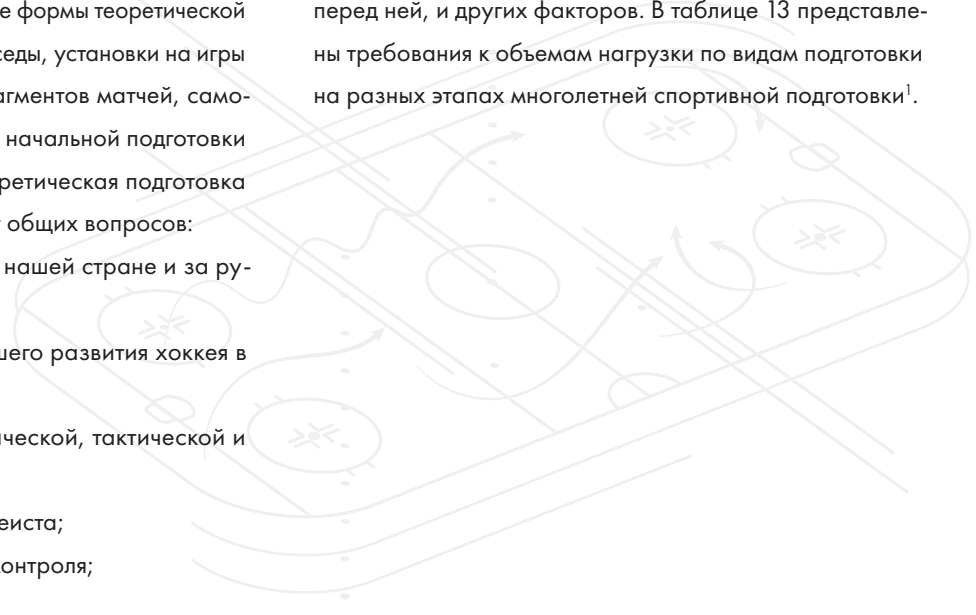 е формы теоретической
седы, установки на игры
агментов матчей, само-
начальной подготовки
ретическая подготовка
общих вопросов:
нашей стране и за ру-
шего развития хоккея в
ческой, тактической и
еиста;
контроля;
перед ней, и других факторов. В таблице 13 представле-
ны требования к объемам нагрузки по видам подготовки
на разных этапах многолетней спортивной подготовки¹.